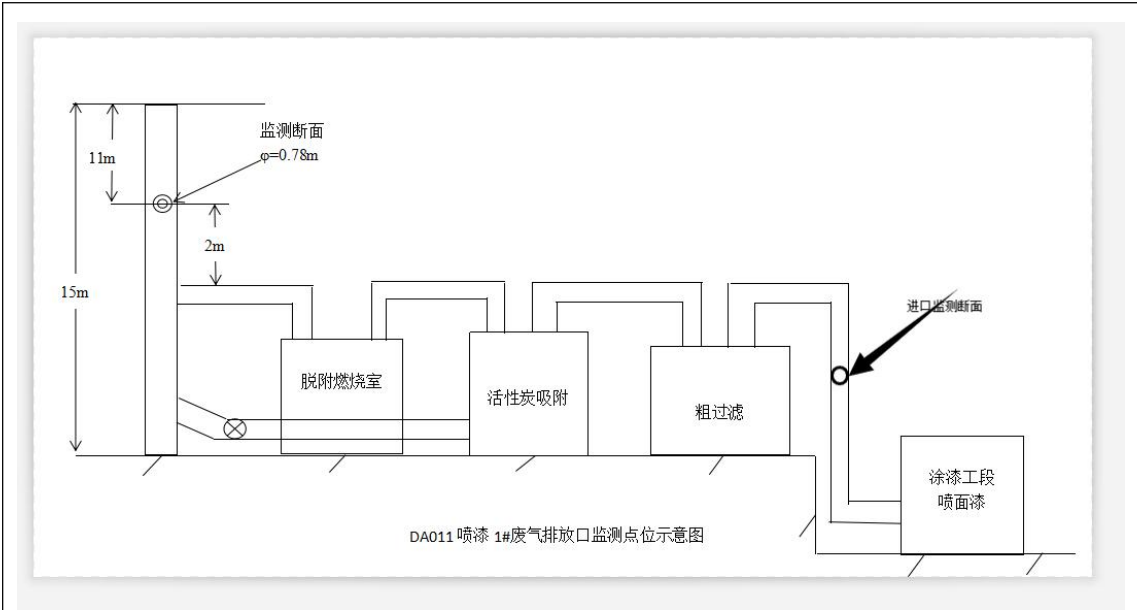 监测断面
φ=0.78m
11m
2m
15m
进口监测断面
脱附燃烧室
活性炭吸附
粗过滤
涂漆工段
喷面漆
DA011 喷漆 1#废气排放口监测点位示意图